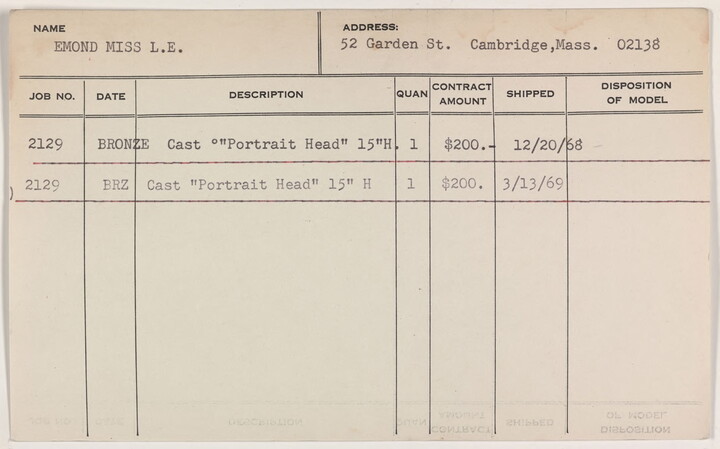 NAME
EMOND MISS L.E.
ADDRESS:
52 Garden St. Cambridge,Mass. 02138
JOB NO. DATE DESCRIPTION QUAN CONTRACT AMOUNT SHIPPED DISPOSITION OF MODEL
2129 BRONZE Cast °"Portrait Head" 15"H. 1 $200.- 12/20/68
2129 BRZ Cast "Portrait Head" 15" H 1 $200. 3/13/69